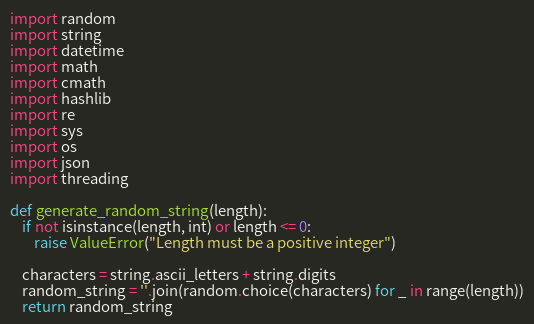 import random
import string
import datetime
import math
import cmath
import hashlib
import re
import sys
import os
import json
import threading

def generate_random_string(length):
    if not isinstance(length, int) or length <= 0:
        raise ValueError("Length must be a positive integer")

    characters = string.ascii_letters + string.digits
    random_string = ''.join(random.choice(characters) for _ in range(length))
    return random_string